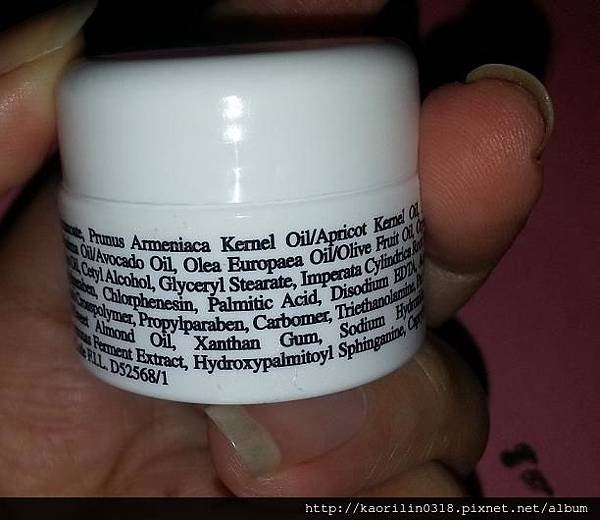 Prunus Armeniaca Kernel Oil/Apricot Kernel Oil,
Oil/Avocado Oil, Olea Europaea Oil/Olive Fruit Oil,
Cetyl Alcohol, Glyceryl Stearate, Imperata Cylindrica
Chlorphenesin, Palmitic Acid, Disodium EDTA,
Propylparaben, Carbomer, Triethanolamine,
Almond Oil, Xanthan Gum, Sodium
Ferment Extract, Hydroxypalmitoyl Sphinganine,
F.I.L. D52568/1
http://kaorilin0318.pixnet.net/album